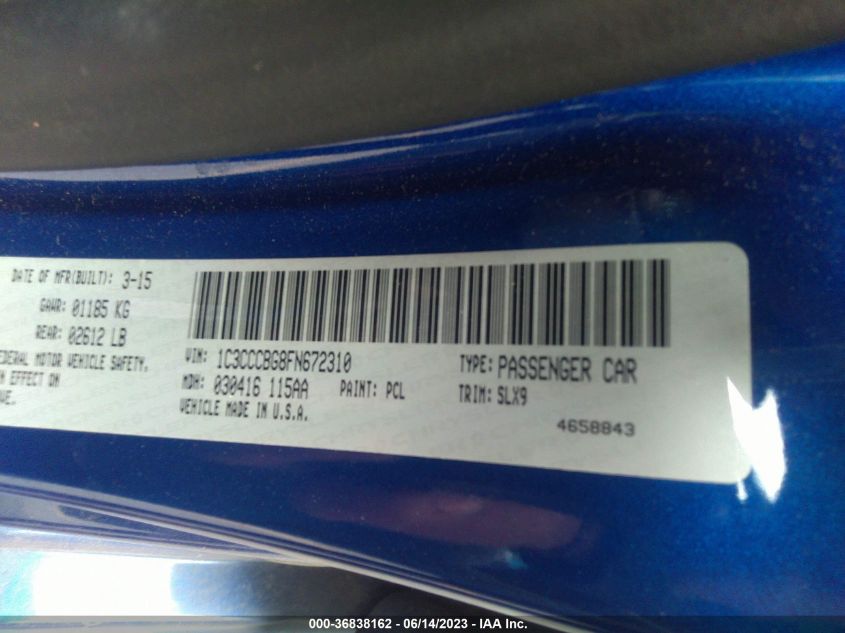 DATE OF MFR(BUILT): 3-15
GAWR: 01185 KG
REAR: 02612 LB
FEDERAL MOTOR VEHICLE SAFETY,
EFFECT ON
VIN: 1C3CCCBG8FN672310
TYPE: PASSENGER CAR
MDH: 030416 115AA
PAINT: PCL
TRIM: SLX9
VEHICLE MADE IN U.S.A.
4658843
000-36838162 - 06/14/2023 - IAA Inc.